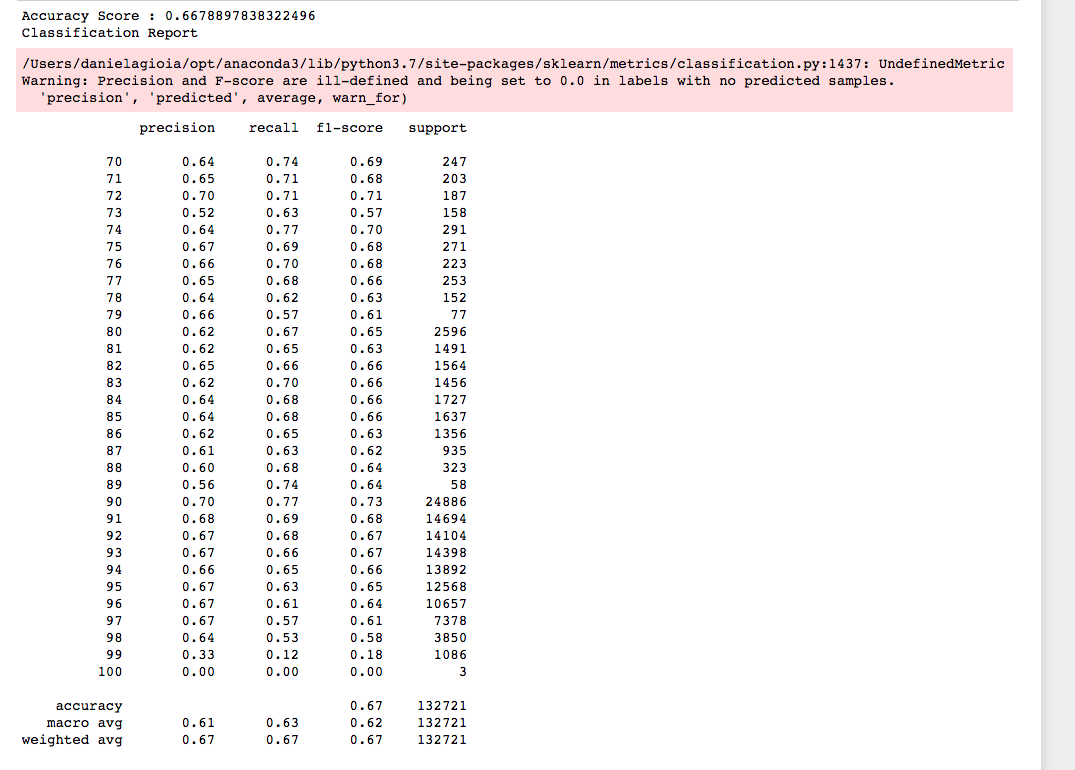 Accuracy Score : 0.6678897838322496
Classification Report
/Users/danielagioia/opt/anaconda3/lib/python3.7/site-packages/sklearn/metrics/classification.py:1437: UndefinedMetric
Warning: Precision and F-score are ill-defined and being set to 0.0 in labels with no predicted samples.
'precision', 'predicted', average, warn_for)
precision recall f1-score support
70 0.64 0.74 0.69 247
71 0.65 0.71 0.68 203
72 0.70 0.71 0.71 187
73 0.52 0.63 0.57 158
74 0.64 0.77 0.70 291
75 0.67 0.69 0.68 271
76 0.66 0.70 0.68 223
77 0.65 0.68 0.66 253
78 0.64 0.62 0.63 152
79 0.66 0.57 0.61 77
80 0.62 0.67 0.65 2596
81 0.62 0.65 0.63 1491
82 0.65 0.66 0.66 1564
83 0.62 0.70 0.66 1456
84 0.64 0.68 0.66 1727
85 0.64 0.68 0.66 1637
86 0.62 0.65 0.63 1356
87 0.61 0.63 0.62 935
88 0.60 0.68 0.64 323
89 0.56 0.74 0.64 58
90 0.70 0.77 0.73 24886
91 0.68 0.69 0.68 14694
92 0.67 0.68 0.67 14104
93 0.67 0.66 0.67 14398
94 0.66 0.65 0.66 13892
95 0.67 0.63 0.65 12568
96 0.67 0.61 0.64 10657
97 0.67 0.57 0.61 7378
98 0.64 0.53 0.58 3850
99 0.33 0.12 0.18 1086
100 0.00 0.00 0.00 3
accuracy 0.67 132721
macro avg 0.61 0.63 0.62 132721
weighted avg 0.67 0.67 0.67 132721